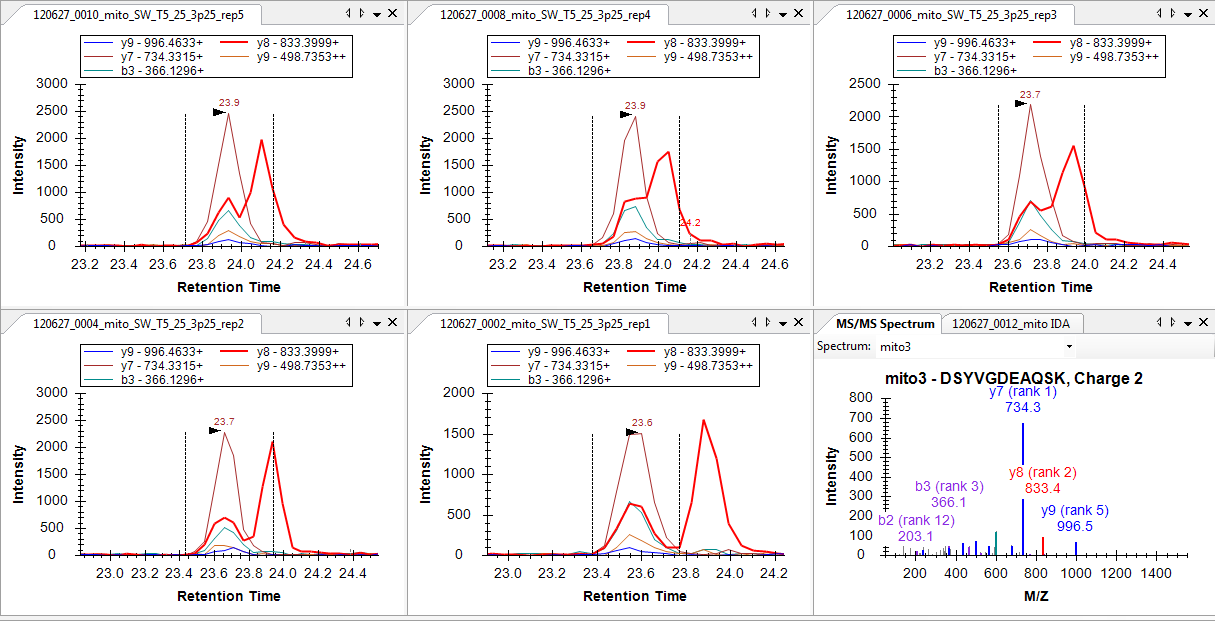 120627_0010_mito_SW_T5_25_3p25_rep5
y9 - 996.4633+ y8 - 833.3999+
y7 - 734.3315+ y9 - 498.7353++
b3 - 366.1296+
3000
2500
2000
1500
1000
500
0
Intensity
23.9
23.2 23.4 23.6 23.8 24.0 24.2 24.4 24.6
Retention Time
120627_0008_mito_SW_T5_25_3p25_rep4
y9 - 996.4633+ y8 - 833.3999+
y7 - 734.3315+ y9 - 498.7353++
b3 - 366.1296+
3000
2500
2000
1500
1000
500
0
Intensity
23.9
24.2
23.2 23.4 23.6 23.8 24.0 24.2 24.4 24.6
Retention Time
120627_0006_mito_SW_T5_25_3p25_rep3
y9 - 996.4633+ y8 - 833.3999+
y7 - 734.3315+ y9 - 498.7353++
b3 - 366.1296+
2500
2000
1500
1000
500
0
Intensity
23.7
23.2 23.4 23.6 23.8 24.0 24.2 24.4
Retention Time
120627_0004_mito_SW_T5_25_3p25_rep2
y9 - 996.4633+ y8 - 833.3999+
y7 - 734.3315+ y9 - 498.7353++
b3 - 366.1296+
3000
2500
2000
1500
1000
500
0
Intensity
23.7
23.0 23.2 23.4 23.6 23.8 24.0 24.2 24.4
Retention Time
120627_0002_mito_SW_T5_25_3p25_rep1
y9 - 996.4633+ y8 - 833.3999+
y7 - 734.3315+ y9 - 498.7353++
b3 - 366.1296+
2000
1500
1000
500
0
Intensity
23.6
23.0 23.2 23.4 23.6 23.8 24.0 24.2
Retention Time
MS/MS Spectrum 120627_0012_mito IDA
Spectrum: mito3
mito3 - DSYVGDEAQSK, Charge 2
800
700
600
500
400
300
200
100
0
Intensity
y7 (rank 1)
734.3
y8 (rank 2)
833.4
b3 (rank 3)
366.1
y9 (rank 5)
996.5
b2 (rank 12)
203.1
200 400 600 800 1000 1200 1400
M/Z